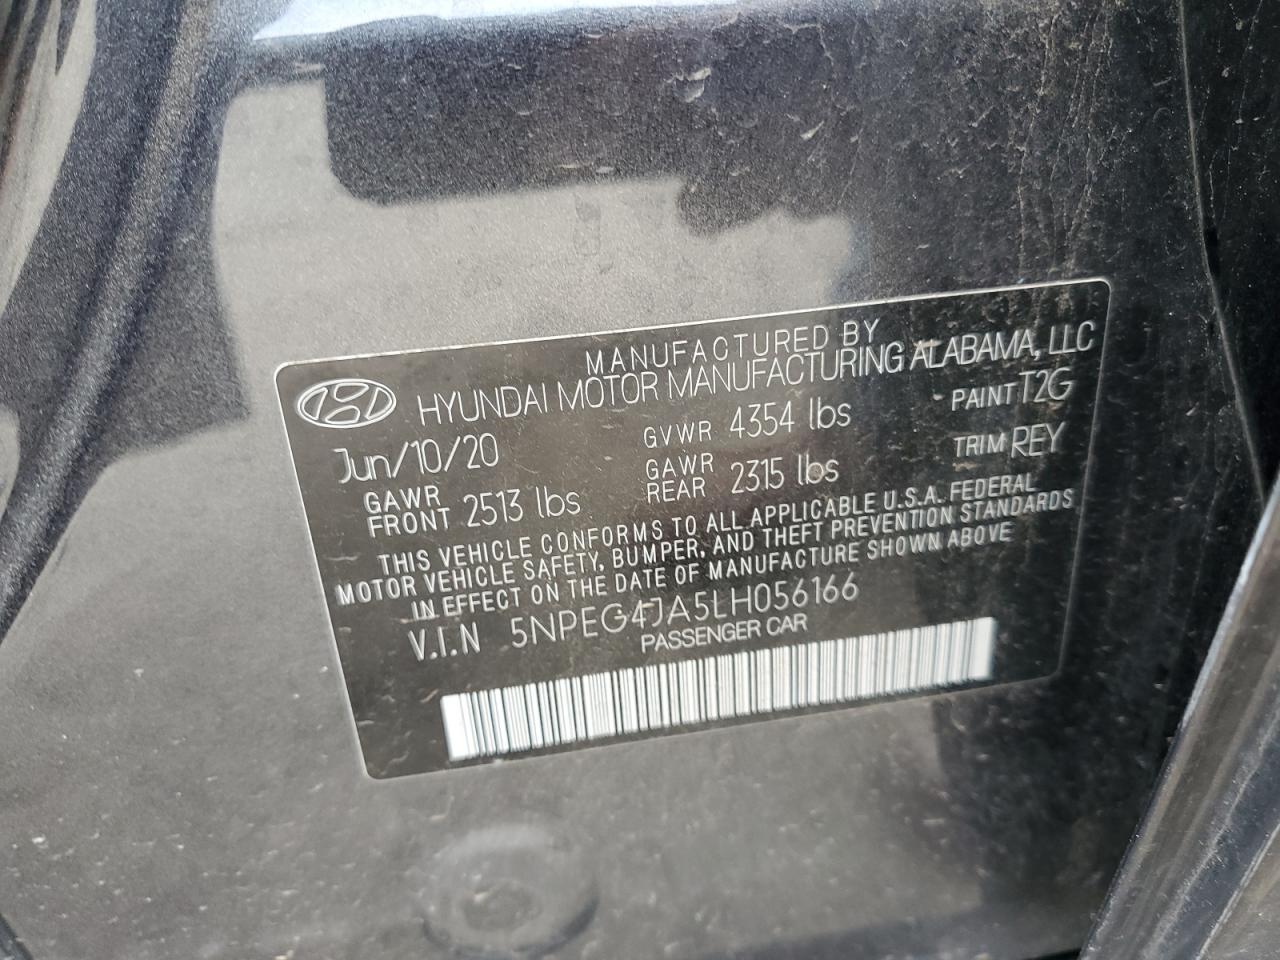 MANUFACTURED BY
HYUNDAI MOTOR MANUFACTURING ALABAMA, LLC
Jun/10/20 GVWR 4354 lbs PAINT T2G
GAWR FRONT 2513 lbs GAWR REAR 2315 lbs TRIM REY
THIS VEHICLE CONFORMS TO ALL APPLICABLE U.S.A. FEDERAL
MOTOR VEHICLE SAFETY, BUMPER, AND THEFT PREVENTION STANDARDS
IN EFFECT ON THE DATE OF MANUFACTURE SHOWN ABOVE
V.I.N 5NPEG4JA5LH056166
PASSENGER CAR